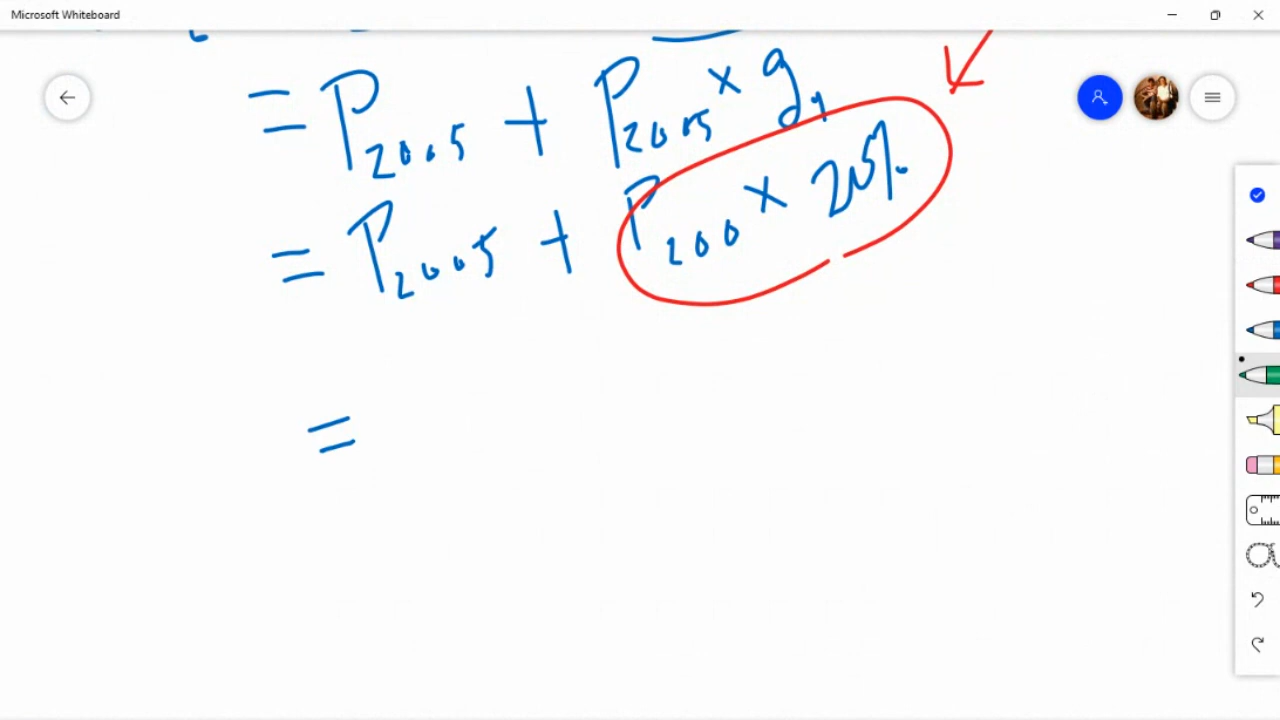 Microsoft Whiteboard
= P2005 + P2005 × g1
= P2005 + P200 × 20%
=